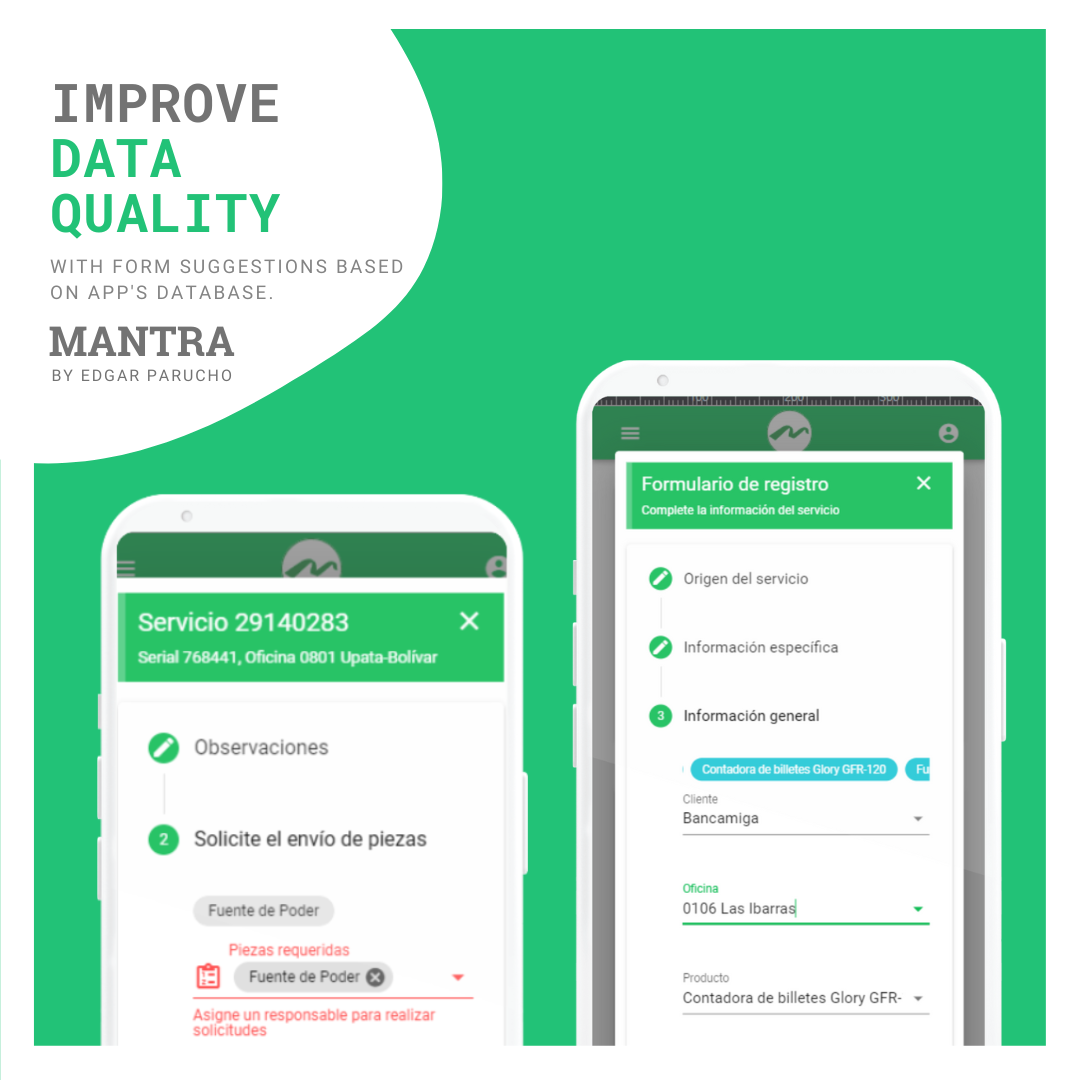 IMPROVE
DATA
QUALITY
WITH FORM SUGGESTIONS BASED
ON APP'S DATABASE.
MANTRA
BY EDGAR PARUCHO
Servicio 29140283
Serial 768441, Oficina 0801 Upata-Bolívar
Observaciones
2
Solicite el envío de piezas
Fuente de Poder
Piezas requeridas
Fuente de Poder
Asigne un responsable para realizar
solicitudes
100 200 300
Formulario de registro
Complete la información del servicio
Origen del servicio
Información específica
3
Información general
Contadora de billetes Glory GFR-120
Cliente
Bancamiga
Oficina
0106 Las Ibarras
Producto
Contadora de billetes Glory GFR-